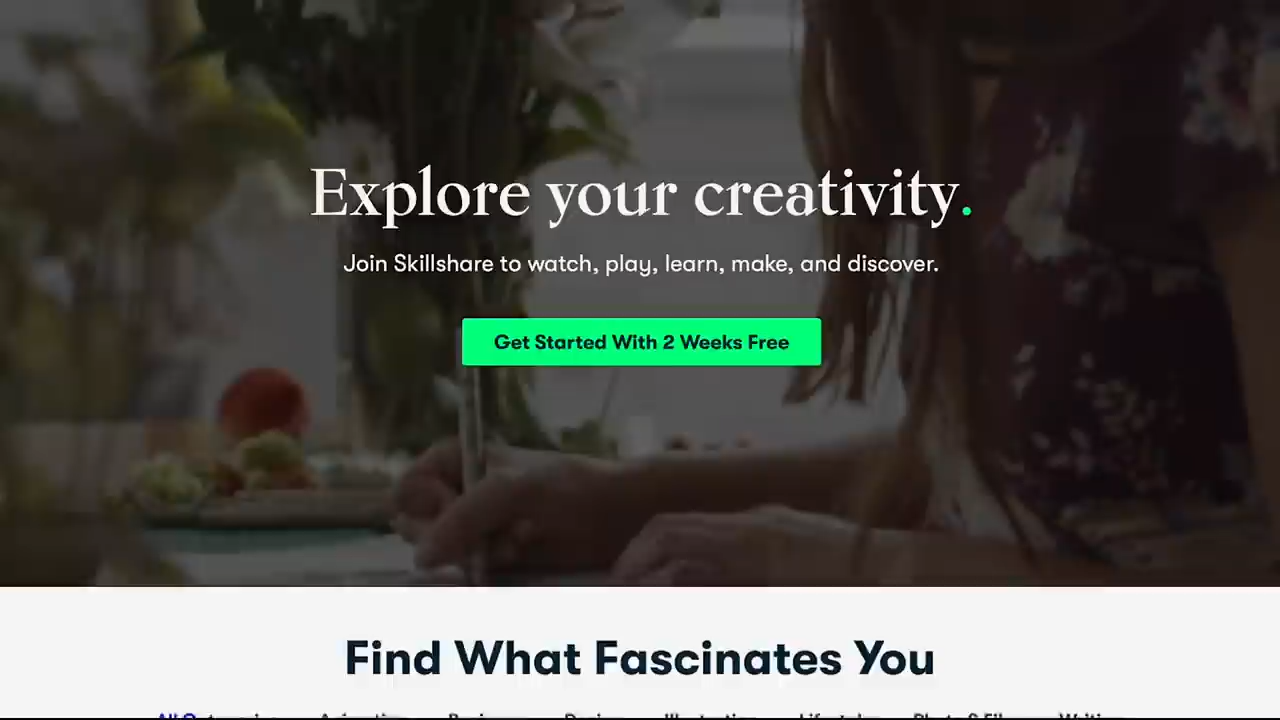 Explore your creativity.
Join Skillshare to watch, play, learn, make, and discover.
Get Started With 2 Weeks Free
Find What Fascinates You